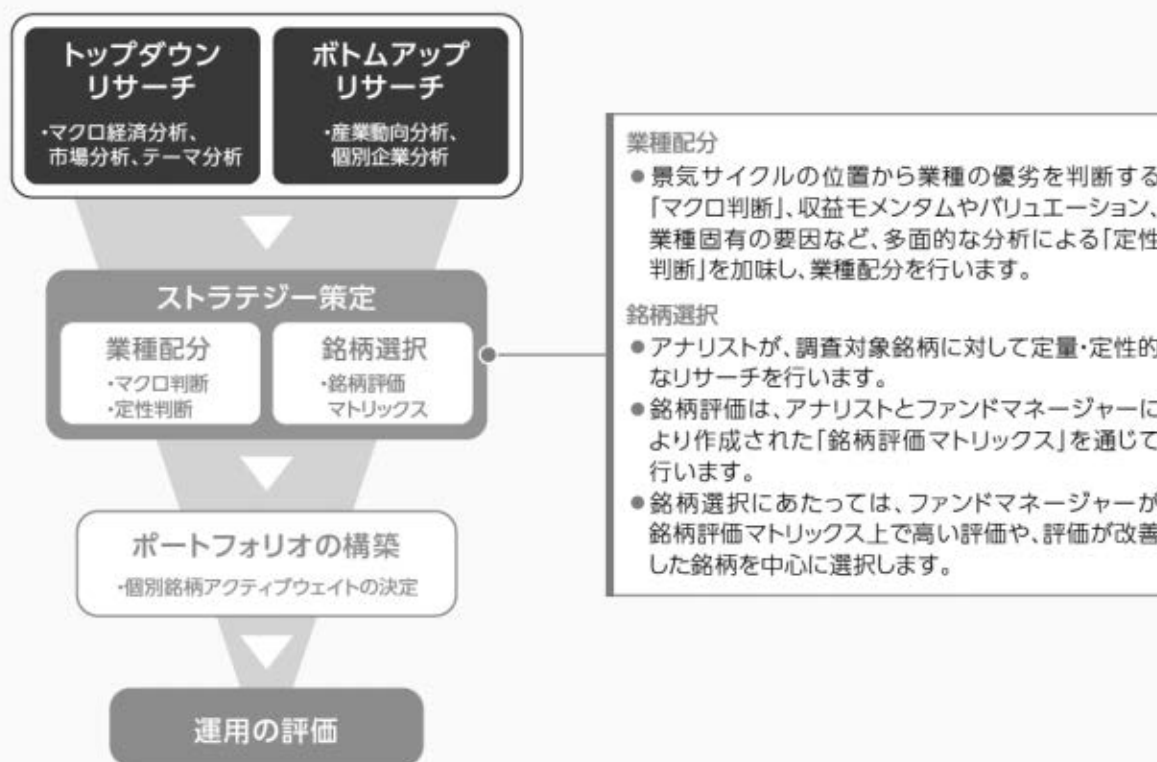 トップダウン
リサーチ
・マクロ経済分析、
市場分析、テーマ分析
ボトムアップ
リサーチ
・産業動向分析、
個別企業分析
ストラテジー策定
業種配分
・マクロ判断
・定性判断
銘柄選択
・銘柄評価
マトリックス
ポートフォリオの構築
・個別銘柄アクティブウェイトの決定
運用の評価
業種配分
●景気サイクルの位置から業種の優劣を判断する
「マクロ判断」、収益モメンタムやバリュエーション、
業種固有の要因など、多面的な分析による「定性
判断」を加味し、業種配分を行います。
銘柄選択
●アナリストが、調査対象銘柄に対して定量・定性的
なリサーチを行います。
●銘柄評価は、アナリストとファンドマネージャーに
より作成された「銘柄評価マトリックス」を通じて
行います。
●銘柄選択にあたっては、ファンドマネージャーが
銘柄評価マトリックス上で高い評価や、評価が改善
した銘柄を中心に選択します。